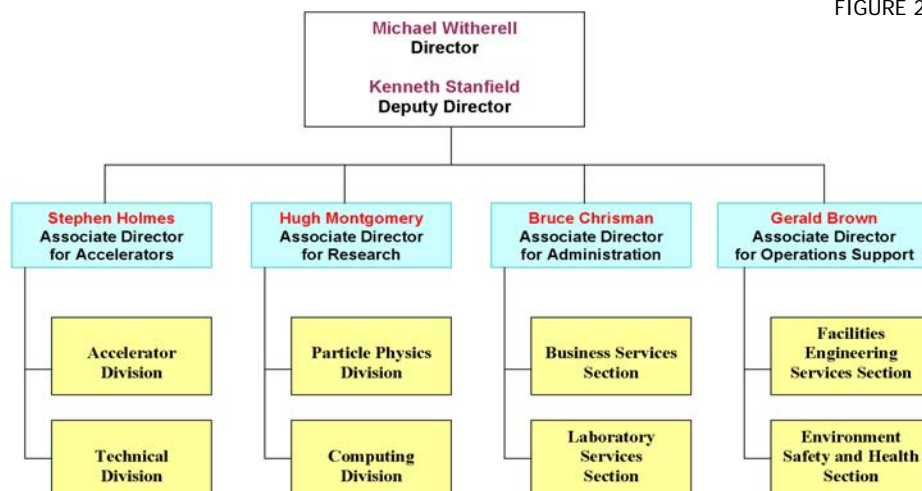 FIGURE 2
Michael Witherell
Director
Kenneth Stanfield
Deputy Director
Stephen Holmes
Associate Director
for Accelerators
Hugh Montgomery
Associate Director
for Research
Bruce Chrisman
Associate Director
for Administration
Gerald Brown
Associate Director
for Operations Support
Accelerator
Division
Particle Physics
Division
Business Services
Section
Facilities
Engineering
Services Section
Technical
Division
Computing
Division
Laboratory
Services
Section
Environment
Safety and Health
Section